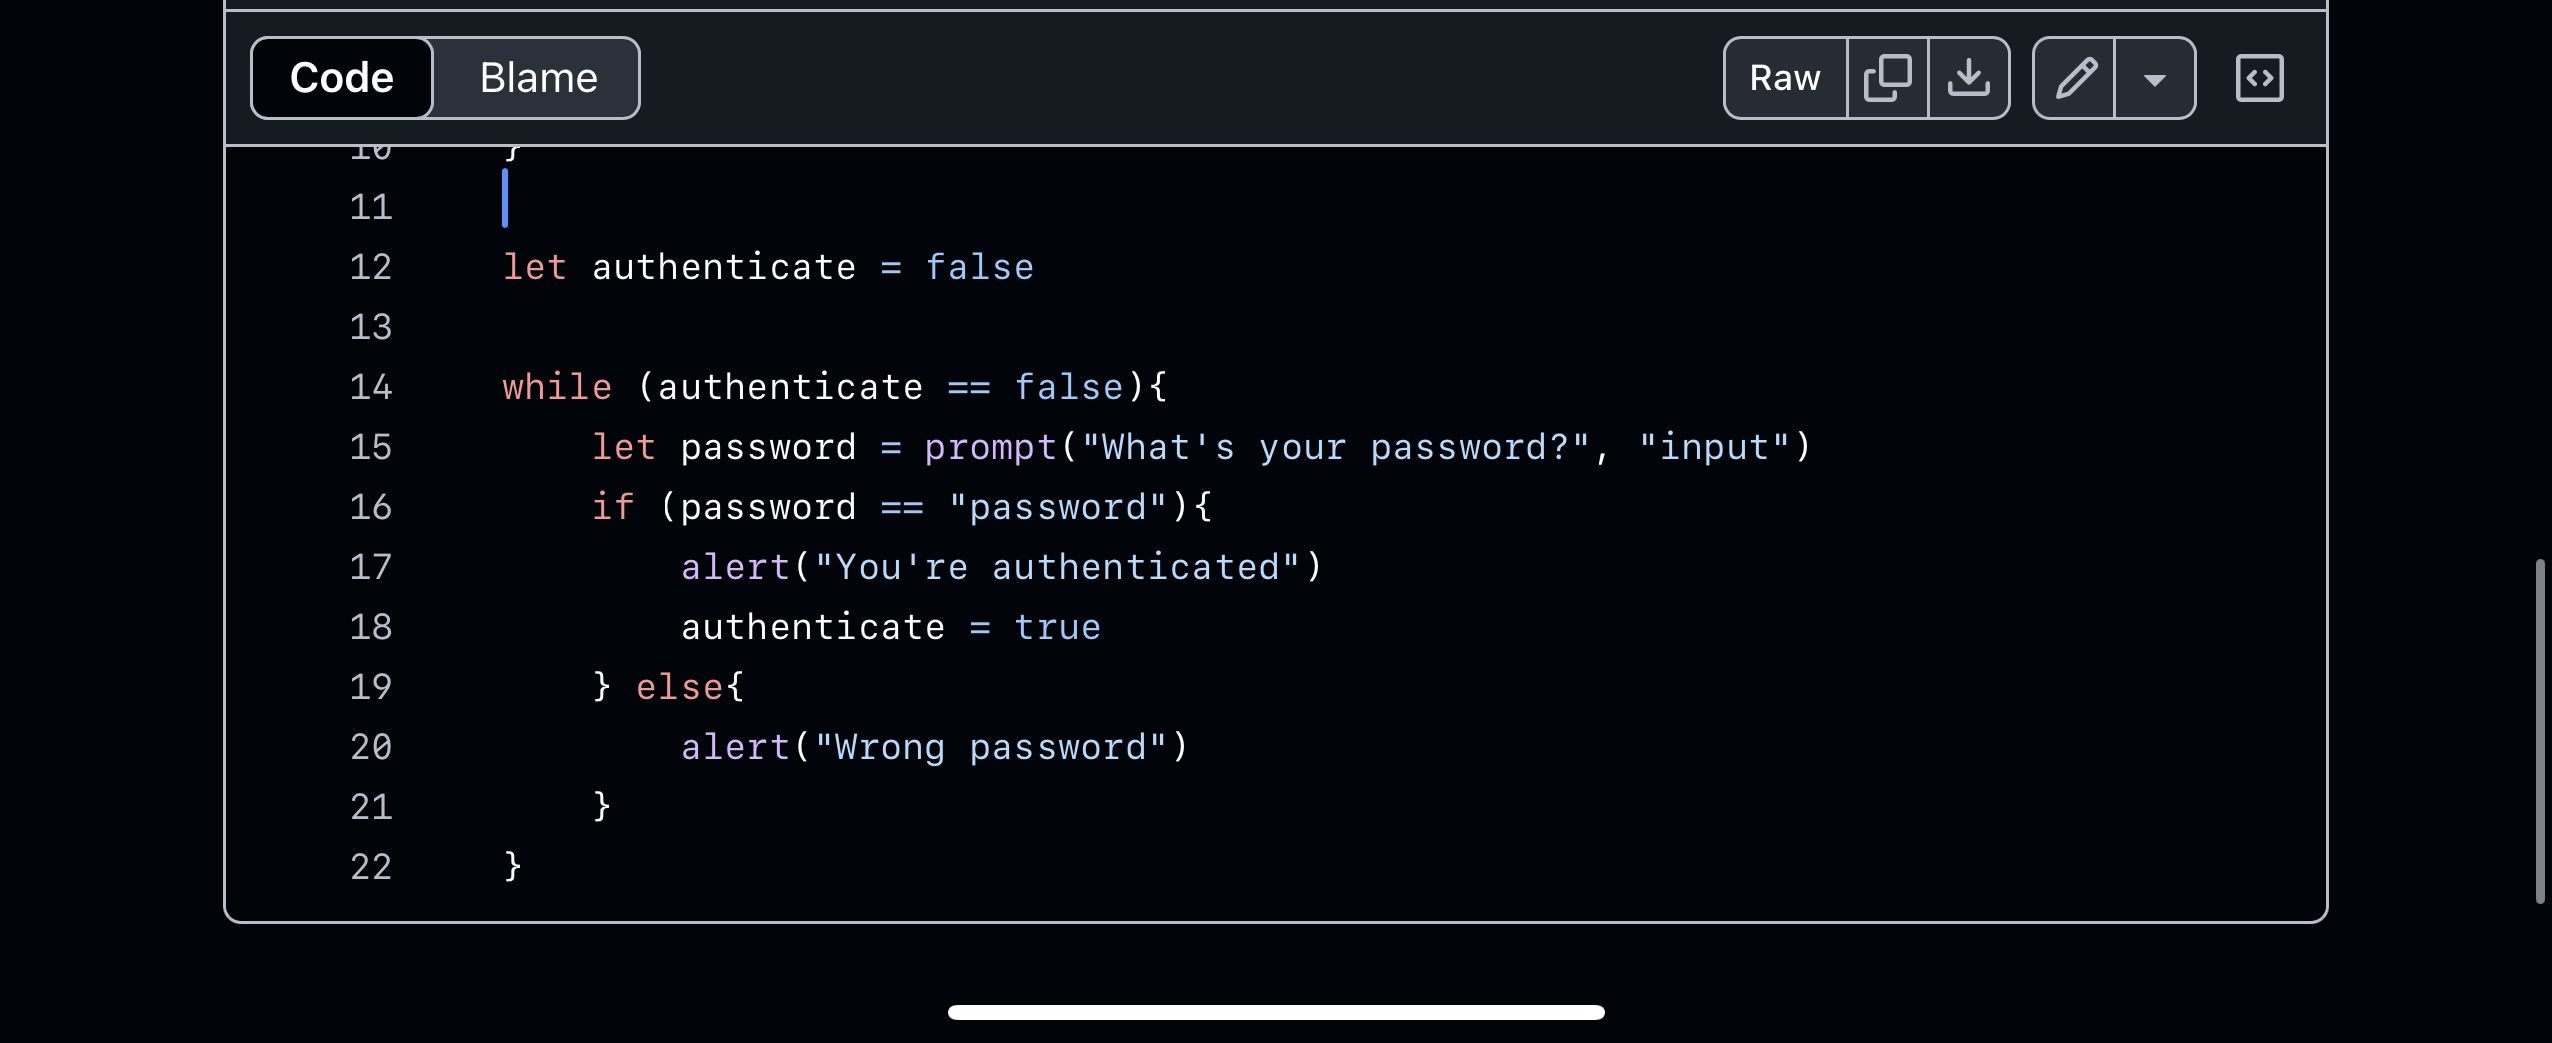 Code Blame Raw
10 }
11
12 let authenticate = false
13
14 while (authenticate == false){
15     let password = prompt("What's your password?", "input")
16     if (password == "password"){
17         alert("You're authenticated")
18         authenticate = true
19     } else{
20         alert("Wrong password")
21     }
22 }